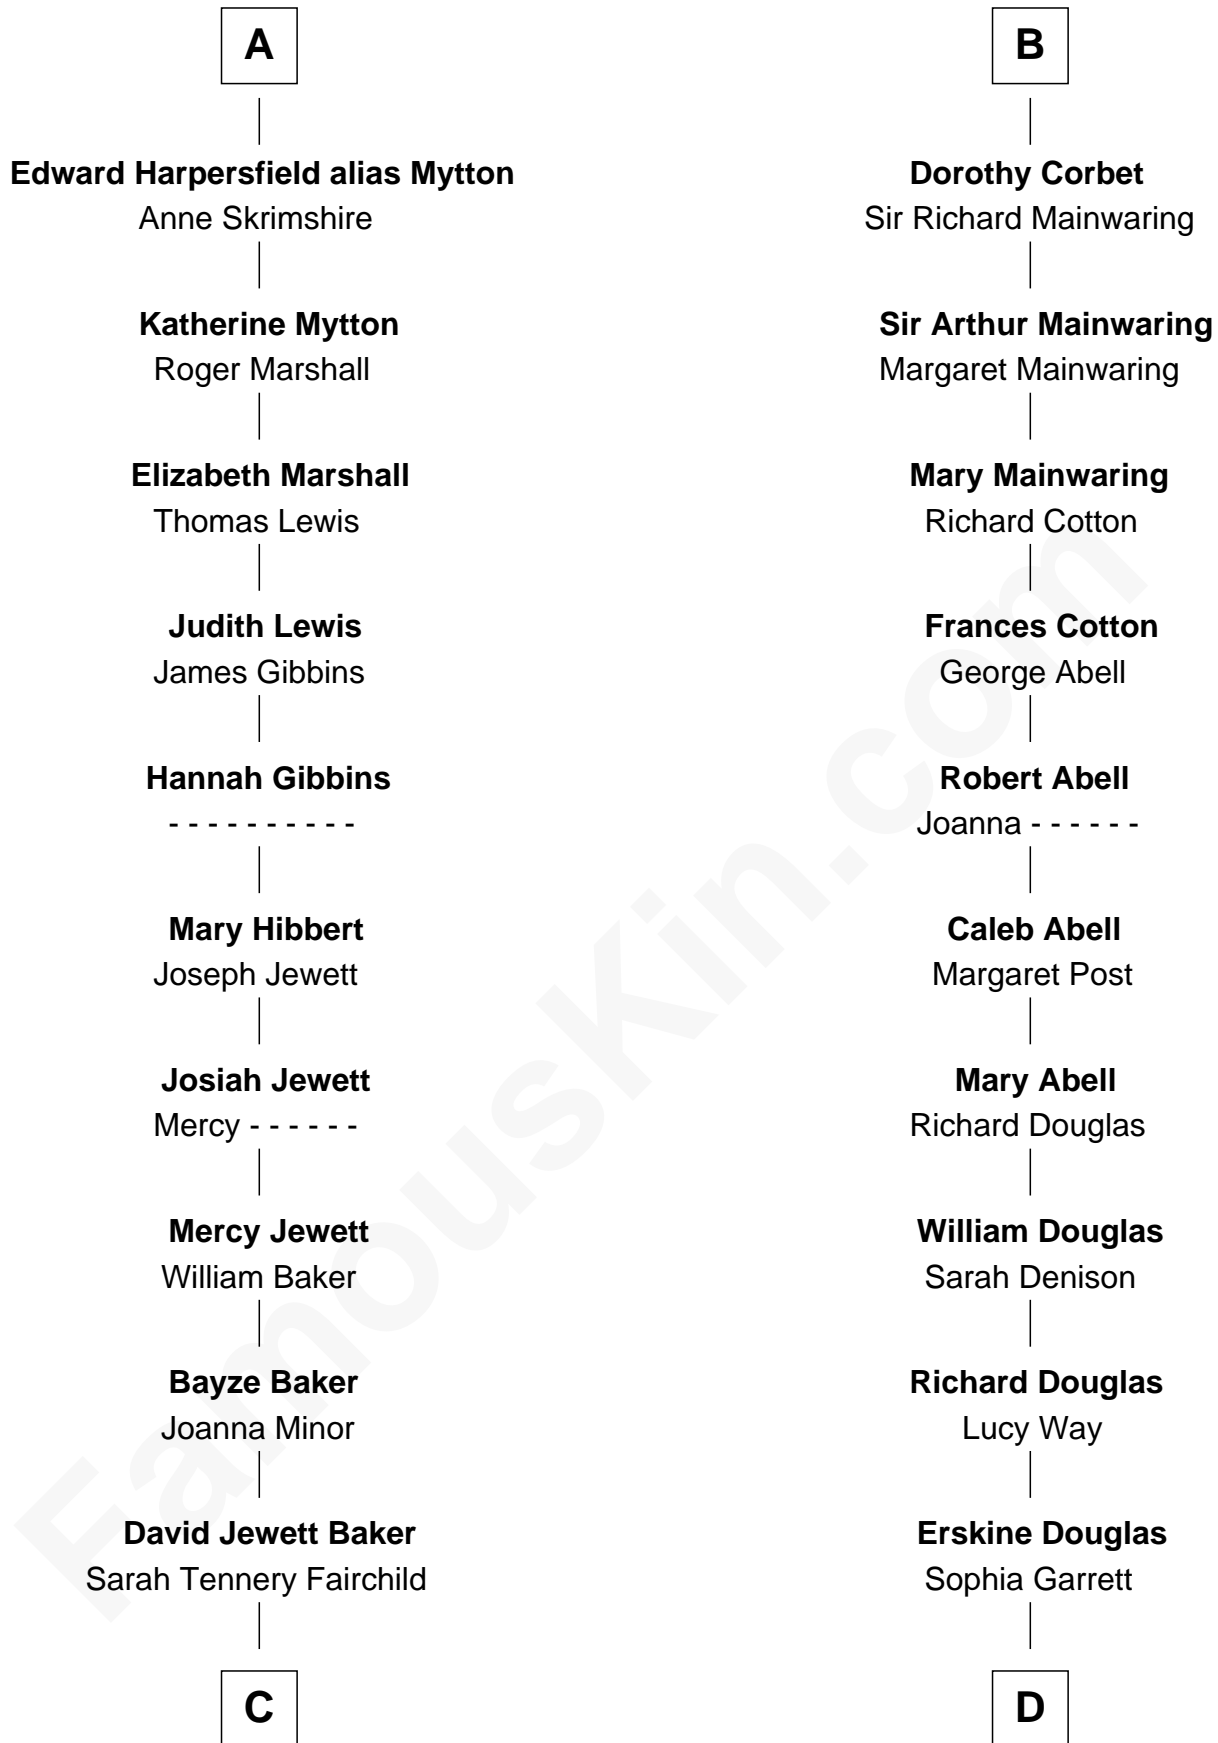 A
Edward Harpersfield alias Mytton
Anne Skrimshire
Katherine Mytton
Roger Marshall
Elizabeth Marshall
Thomas Lewis
Judith Lewis
James Gibbins
Hannah Gibbins
- - - - - - - - - -
Mary Hibbert
Joseph Jewett
Josiah Jewett
Mercy - - - - - -
Mercy Jewett
William Baker
Bayze Baker
Joanna Minor
David Jewett Baker
Sarah Tennery Fairchild
C
B
Dorothy Corbet
Sir Richard Mainwaring
Sir Arthur Mainwaring
Margaret Mainwaring
Mary Mainwaring
Richard Cotton
Frances Cotton
George Abell
Robert Abell
Joanna - - - - - -
Caleb Abell
Margaret Post
Mary Abell
Richard Douglas
William Douglas
Sarah Denison
Richard Douglas
Lucy Way
Erskine Douglas
Sophia Garrett
D
FamousKin.com